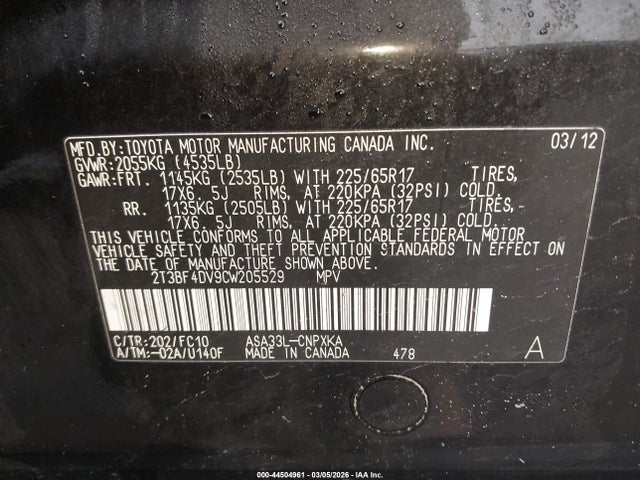 MFD.BY:TOYOTA MOTOR MANUFACTURING CANADA INC. 03/12
GVWR:2055KG (4535LB)
GAWR:FRT. 1145KG (2535LB) WITH 225/65R17 TIRES,
17X6. 5J RIMS, AT 220KPA (32PSI) COLD.
RR. 1135KG (2505LB) WITH 225/65R17 TIRES,-
17X6. 5J RIMS, AT 220KPA (32PSI) COLD.
THIS VEHICLE CONFORMS TO ALL APPLICABLE FEDERAL MOTOR
VEHICLE SAFETY AND THEFT PREVENTION STANDARDS IN EFFECT
ON THE DATE OF MANUFACTURE SHOWN ABOVE.
2T3BF4DV9CW205529 MPV
C/TR:202/FC10 ASA33L-CNPXKA
A/TM:-02A/U140F MADE IN CANADA 478 A
000-44504961 - 03/05/2026 - IAA Inc.